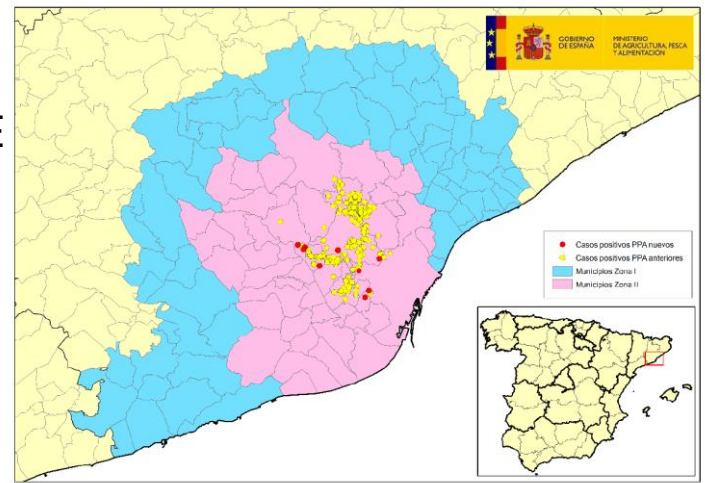 GOBIERNO
DE ESPAÑA
MINISTERIO
DE AGRICULTURA, PESCA
Y ALIMENTACIÓN
E
Casos positivos PPA nuevos
Casos positivos PPA anteriores
Municipios Zona I
Municipios Zona II